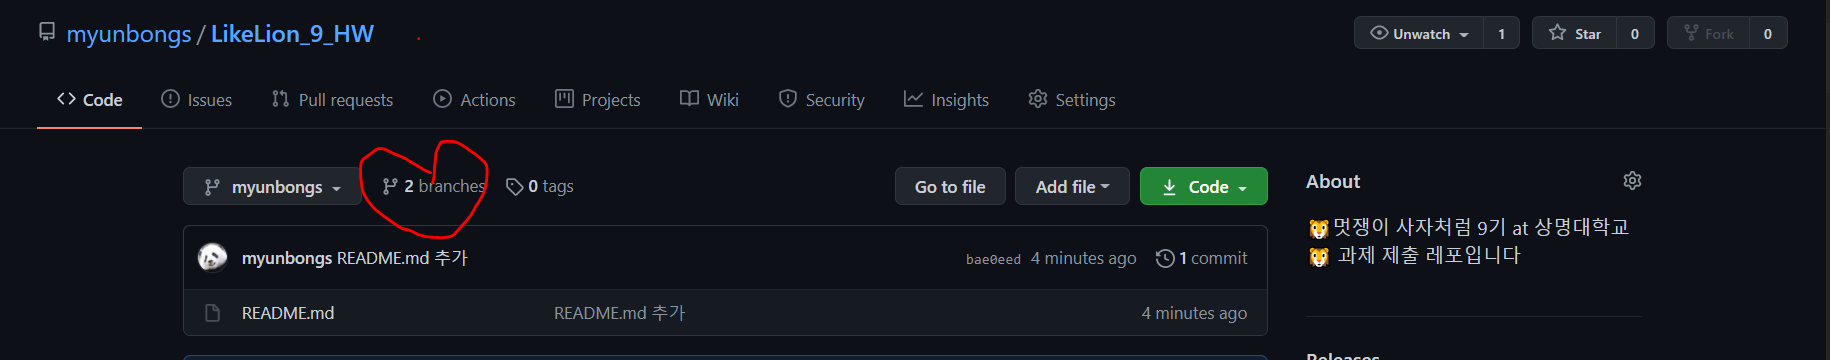 myunbongs / LikeLion_9_HW
Unwatch 1 Star 0 Fork 0
Code Issues Pull requests Actions Projects Wiki Security Insights Settings
myunbongs 2 branches 0 tags Go to file Add file Code
About
🦁멋쟁이 사자처럼 9기 at 상명대학교
🦁 과제 제출 레포입니다
myunbongs README.md 추가 bae0eed 4 minutes ago 1 commit
README.md README.md 추가 4 minutes ago
Releases